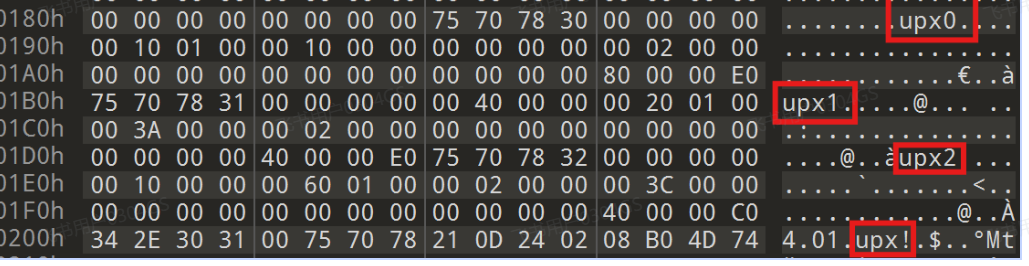 0180h 00 00 00 00 00 00 00 00 75 70 78 30 00 00 00 00 ........upx0....
0190h 00 10 01 00 00 10 00 00 00 00 00 00 00 02 00 00 ................
01A0h 00 00 00 00 00 00 00 00 00 00 00 00 80 00 00 E0 ............€..à
01B0h 75 70 78 31 00 00 00 00 00 40 00 00 00 20 01 00 upx1.....@... ..
01C0h 00 3A 00 00 00 02 00 00 00 00 00 00 00 00 00 00 .:..............
01D0h 00 00 00 00 40 00 00 E0 75 70 78 32 00 00 00 00 ....@..àupx2....
01E0h 00 10 00 00 00 60 01 00 00 02 00 00 00 3C 00 00 .....`.......<..
01F0h 00 00 00 00 00 00 00 00 00 00 00 00 40 00 00 C0 ............@..À
0200h 34 2E 30 31 00 75 70 78 21 0D 24 02 08 B0 4D 74 4.01.upx!.$..°Mt